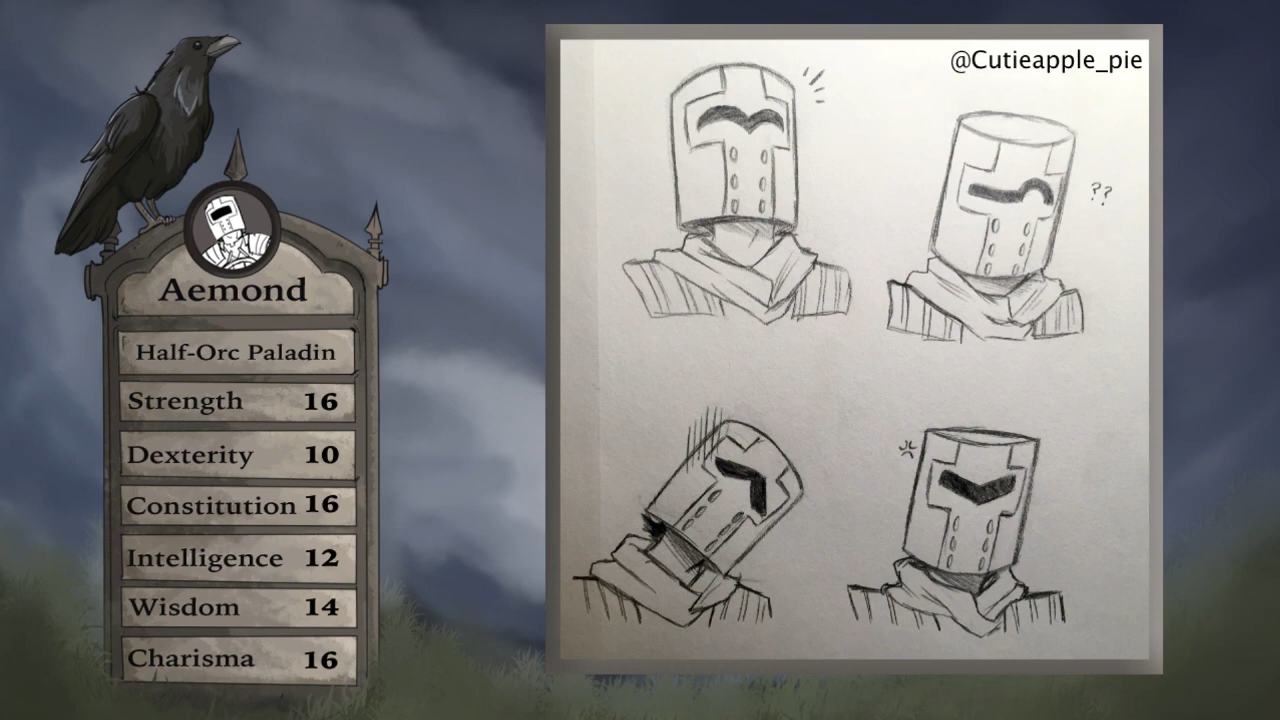 @Cutieapple_pie
??
Aemond
Half-Orc Paladin
Strength 16
Dexterity 10
Constitution 16
Intelligence 12
Wisdom 14
Charisma 16